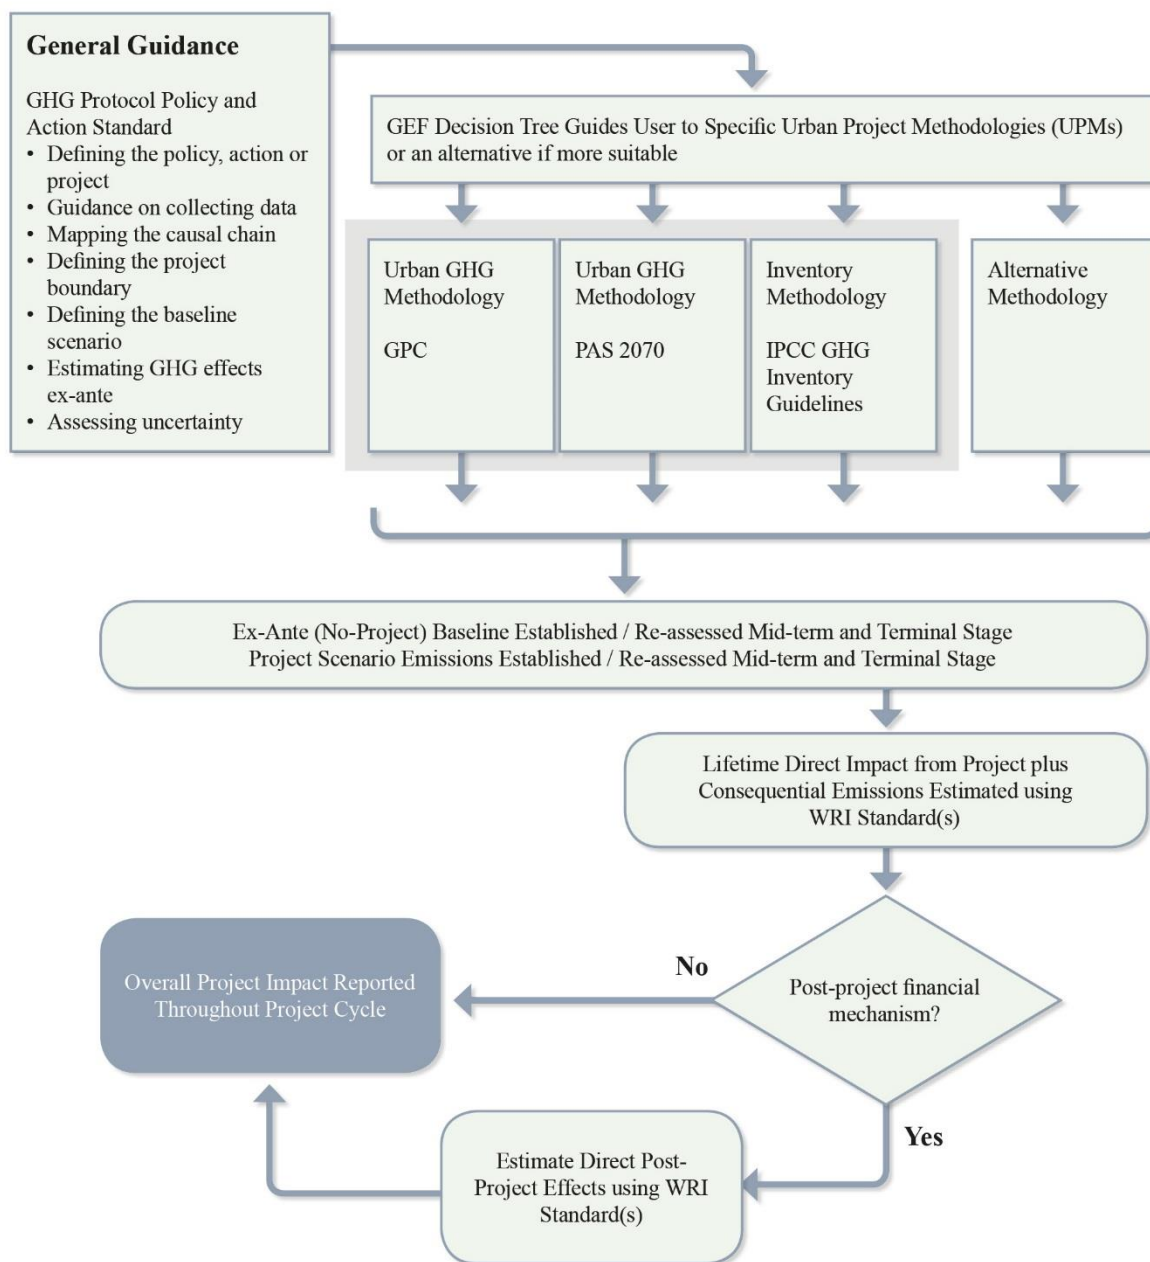 General Guidance
GHG Protocol Policy and
Action Standard
• Defining the policy, action or
project
• Guidance on collecting data
• Mapping the causal chain
• Defining the project
boundary
• Defining the baseline
scenario
• Estimating GHG effects
ex-ante
• Assessing uncertainty
GEF Decision Tree Guides User to Specific Urban Project Methodologies (UPMs)
or an alternative if more suitable
Urban GHG
Methodology
GPC
Urban GHG
Methodology
PAS 2070
Inventory
Methodology
IPCC GHG
Inventory
Guidelines
Alternative
Methodology
Ex-Ante (No-Project) Baseline Established / Re-assessed Mid-term and Terminal Stage
Project Scenario Emissions Established / Re-assessed Mid-term and Terminal Stage
Lifetime Direct Impact from Project plus
Consequential Emissions Estimated using
WRI Standard(s)
Post-project financial
mechanism?
No
Overall Project Impact Reported
Throughout Project Cycle
Yes
Estimate Direct Post-
Project Effects using WRI
Standard(s)